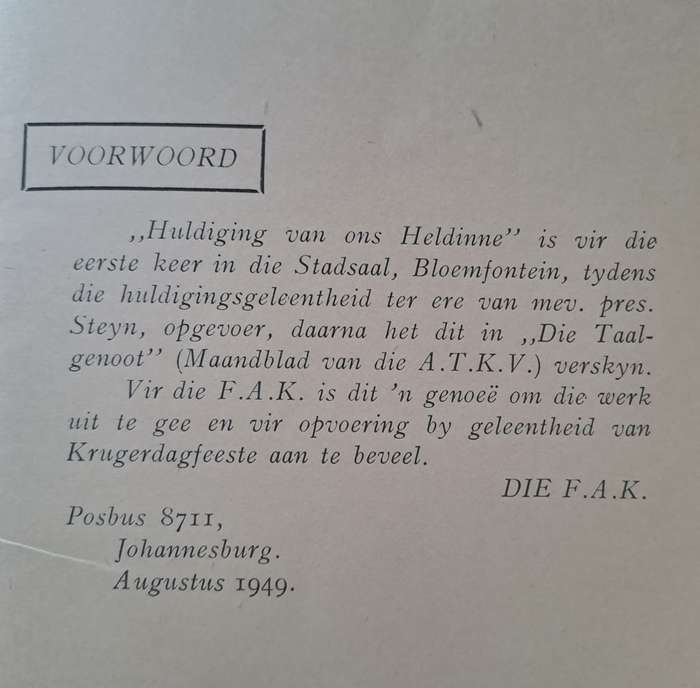 VOORWOORD
„Huldiging van ons Heldinne” is vir die
eerste keer in die Stadsaal, Bloemfontein, tydens
die huldigingsgeleentheid ter ere van mev. pres.
Steyn, opgevoer, daarna het dit in „Die Taal-
genoot” (Maandblad van die A.T.K.V.) verskyn.
Vir die F.A.K. is dit 'n genoeë om die werk
uit te gee en vir opvoering by geleentheid van
Krugerdagfeeste aan te beveel.
DIE F.A.K.
Posbus 8711,
Johannesburg.
Augustus 1949.